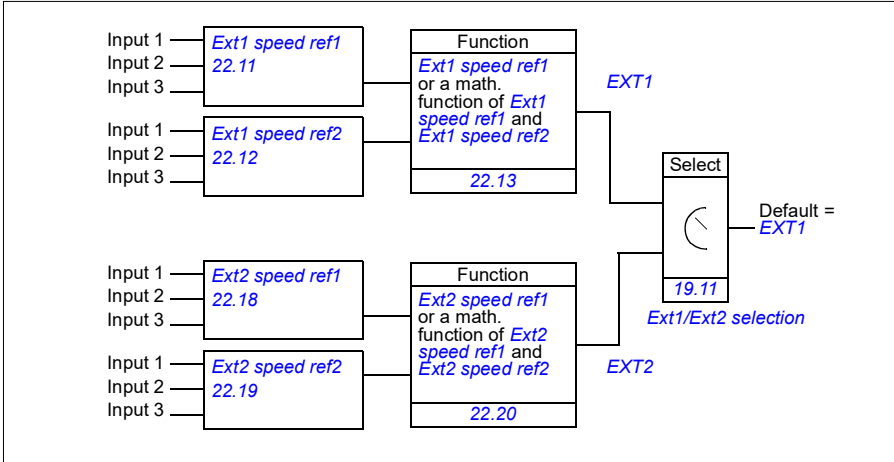 Input 1
Input 2
Input 3
Ext1 speed ref1
22.11
Input 1
Input 2
Input 3
Ext1 speed ref2
22.12
Function
Ext1 speed ref1
or a math.
function of Ext1
speed ref1 and
Ext1 speed ref2
22.13
EXT1
Input 1
Input 2
Input 3
Ext2 speed ref1
22.18
Input 1
Input 2
Input 3
Ext2 speed ref2
22.19
Function
Ext2 speed ref1
or a math.
function of Ext2
speed ref1 and
Ext2 speed ref2
22.20
EXT2
Select
19.11
Ext1/Ext2 selection
Default =
EXT1